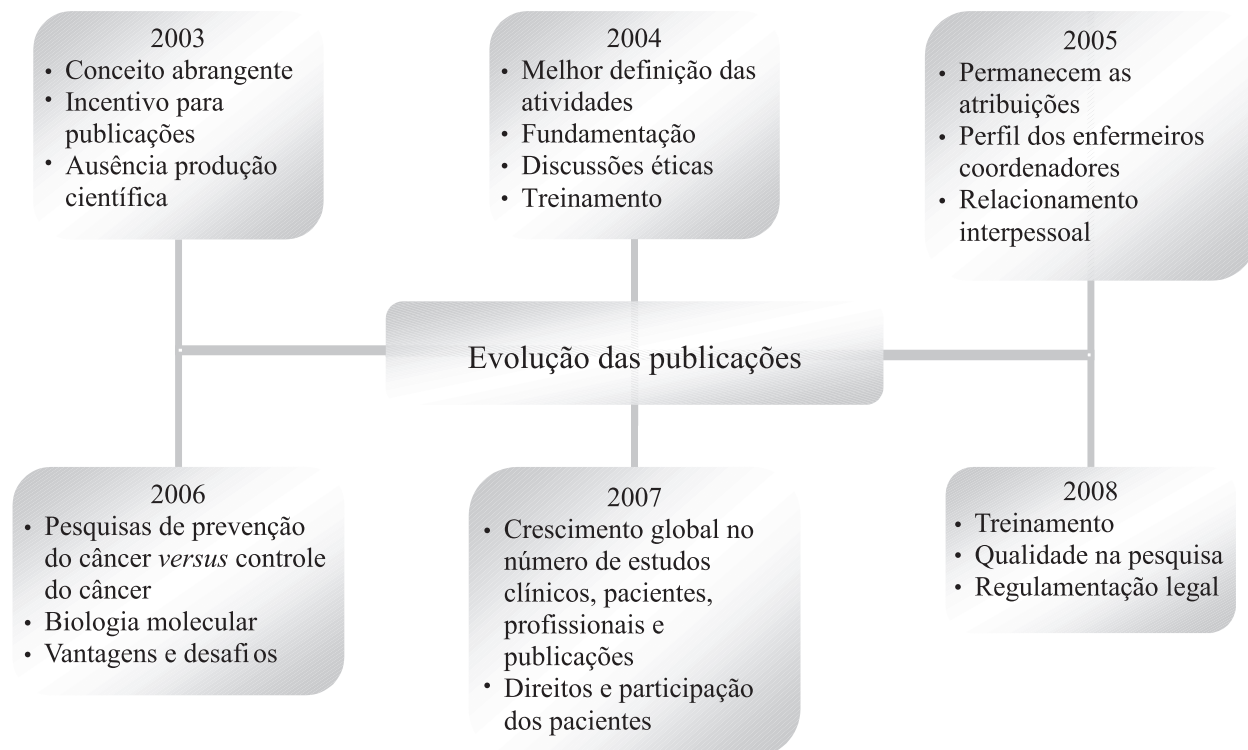 2003
• Conceito abrangente
• Incentivo para
publicações
• Ausência produção
científica
2004
• Melhor definição das
atividades
• Fundamentação
• Discussões éticas
• Treinamento
2005
• Permanecem as
atribuições
• Perfil dos enfermeiros
coordenadores
• Relacionamento
interpessoal
Evolução das publicações
2006
• Pesquisas de prevenção
do câncer versus controle
do câncer
• Biologia molecular
• Vantagens e desafios
2007
• Crescimento global no
número de estudos
clínicos, pacientes,
profissionais e
publicações
• Direitos e participação
dos pacientes
2008
• Treinamento
• Qualidade na pesquisa
• Regulamentação legal